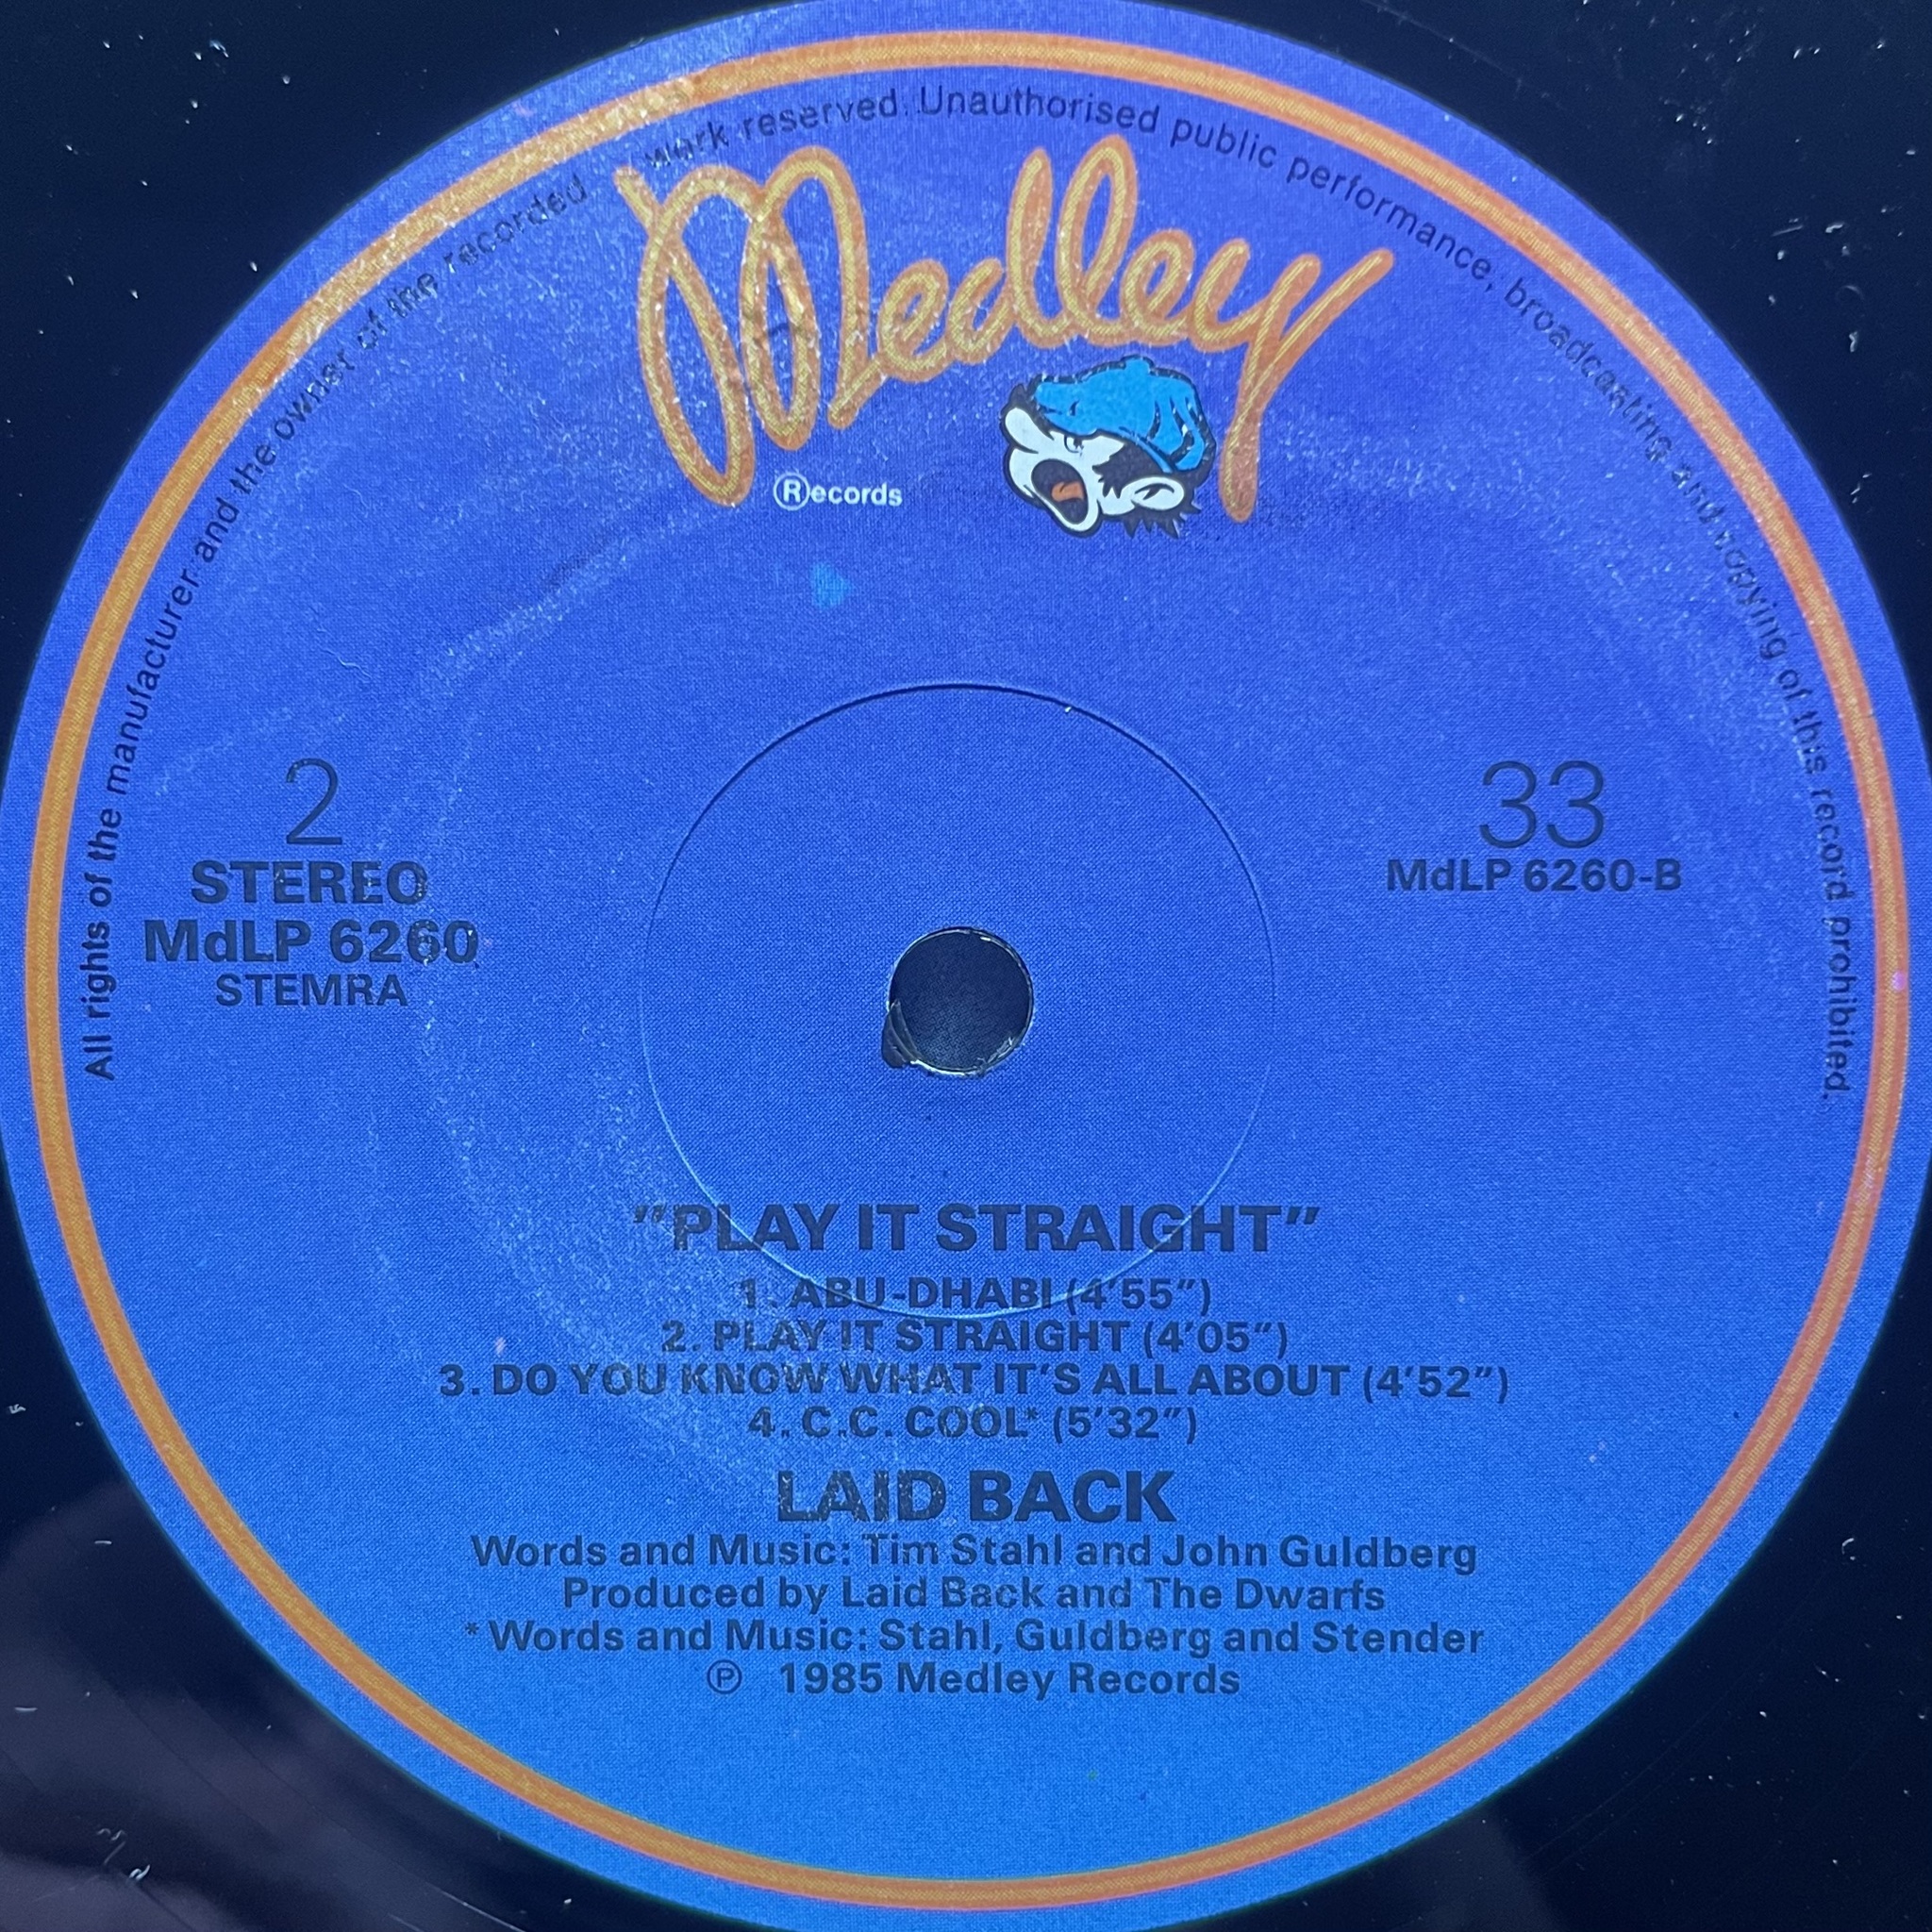 All rights of the manufacturer and the owner of the recorded work reserved. Unauthorised public performance, broadcasting and copying of this record prohibited.
Medley
®ecords
2
STEREO
MdLP 6260
STEMRA
33
MdLP 6260-B
"PLAY IT STRAIGHT"
1. ABU-DHABI (4'55")
2. PLAY IT STRAIGHT (4'05")
3. DO YOU KNOW WHAT IT'S ALL ABOUT (4'52")
4. C.C. COOL* (5'32")
LAID BACK
Words and Music: Tim Stahl and John Guldberg
Produced by Laid Back and The Dwarfs
* Words and Music: Stahl, Guldberg and Stender
℗ 1985 Medley Records